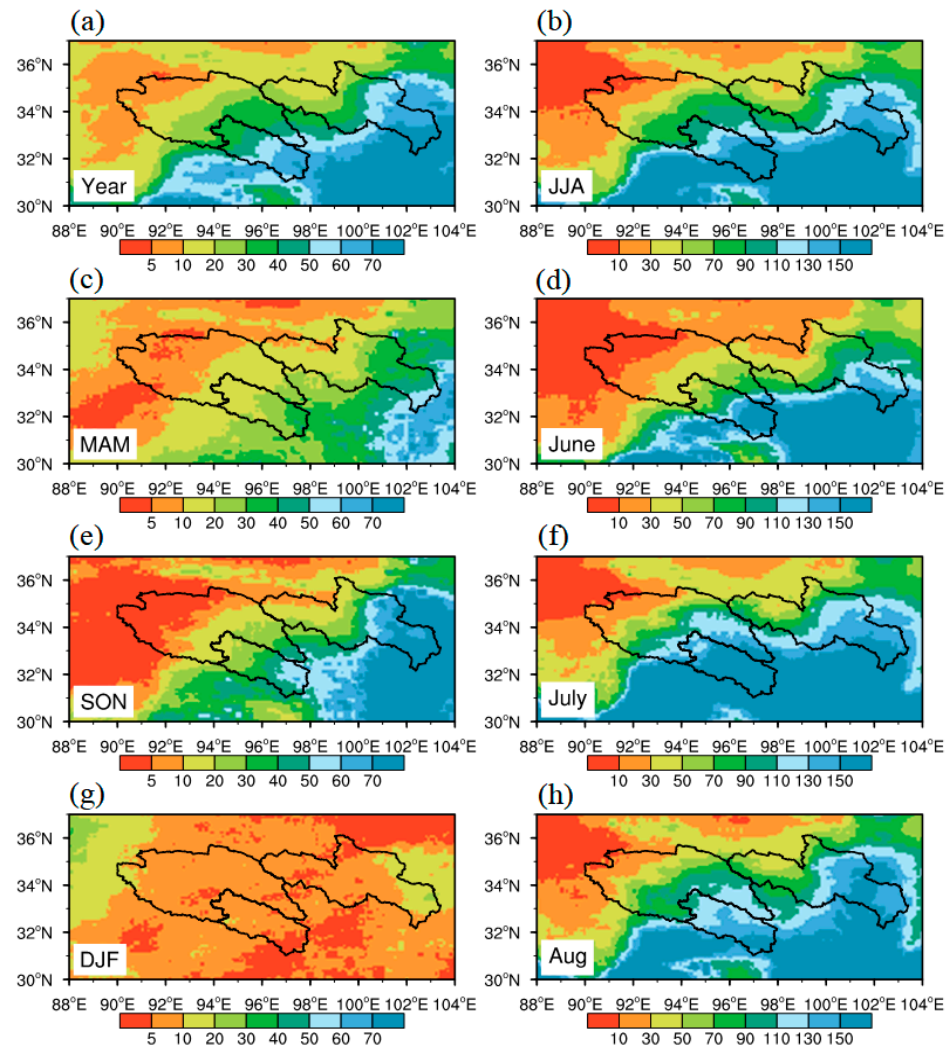 (a) (b)
36°N 36°N
34°N 34°N
32°N 32°N
Year JJA
30°N 30°N
88°E 90°E 92°E 94°E 96°E 98°E 100°E 102°E 104°E 88°E 90°E 92°E 94°E 96°E 98°E 100°E 102°E 104°E
5 10 20 30 40 50 60 70 10 30 50 70 90 110 130 150
(c) (d)
36°N 36°N
34°N 34°N
32°N 32°N
MAM June
30°N 30°N
88°E 90°E 92°E 94°E 96°E 98°E 100°E 102°E 104°E 88°E 90°E 92°E 94°E 96°E 98°E 100°E 102°E 104°E
5 10 20 30 40 50 60 70 10 30 50 70 90 110 130 150
(e) (f)
36°N 36°N
34°N 34°N
32°N 32°N
SON July
30°N 30°N
88°E 90°E 92°E 94°E 96°E 98°E 100°E 102°E 104°E 88°E 90°E 92°E 94°E 96°E 98°E 100°E 102°E 104°E
5 10 20 30 40 50 60 70 10 30 50 70 90 110 130 150
(g) (h)
36°N 36°N
34°N 34°N
32°N 32°N
DJF Aug
30°N 30°N
88°E 90°E 92°E 94°E 96°E 98°E 100°E 102°E 104°E 88°E 90°E 92°E 94°E 96°E 98°E 100°E 102°E 104°E
5 10 20 30 40 50 60 70 10 30 50 70 90 110 130 150